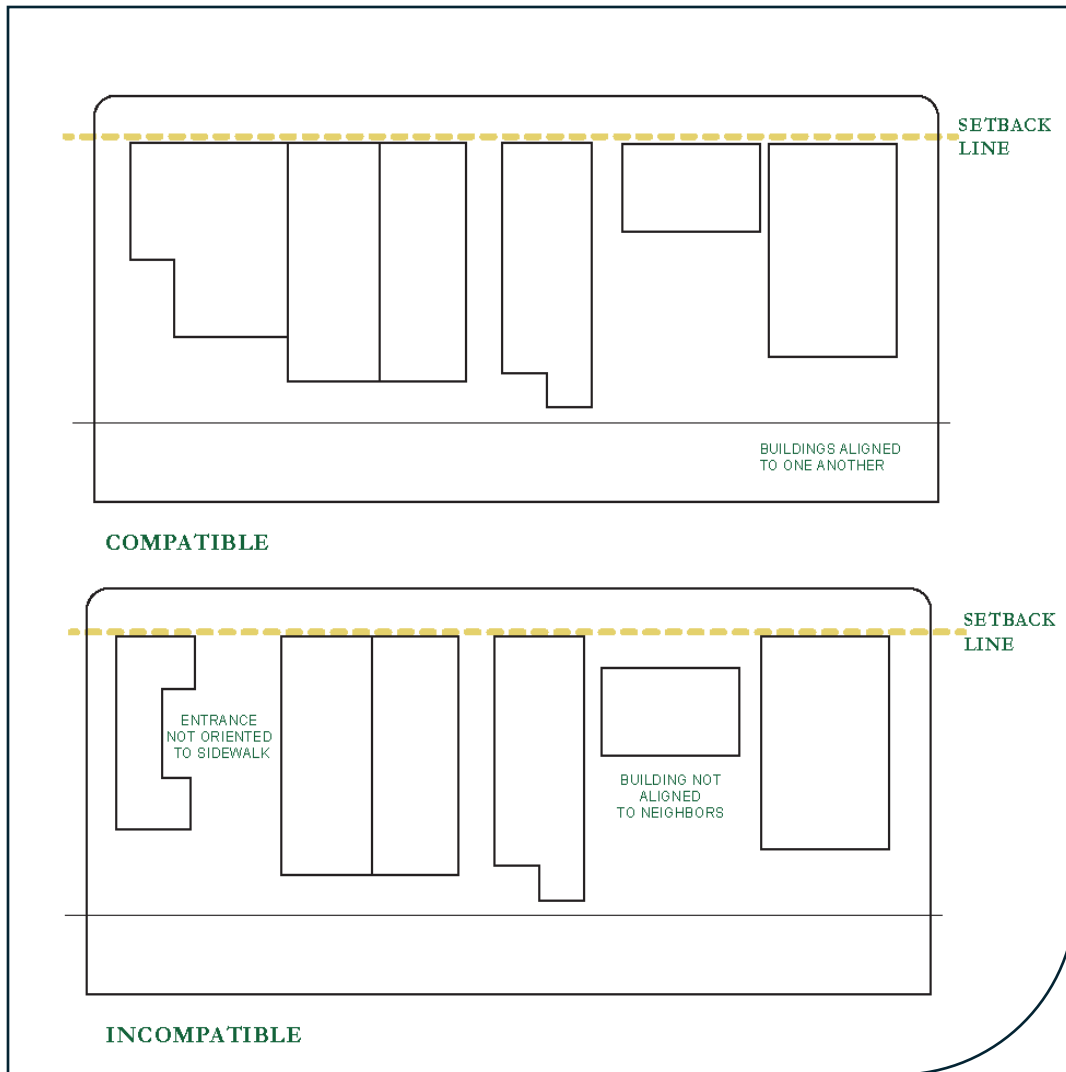 SETBACK
LINE
BUILDINGS ALIGNED
TO ONE ANOTHER
COMPATIBLE
SETBACK
LINE
ENTRANCE
NOT ORIENTED
TO SIDEWALK
BUILDING NOT
ALIGNED
TO NEIGHBORS
INCOMPATIBLE